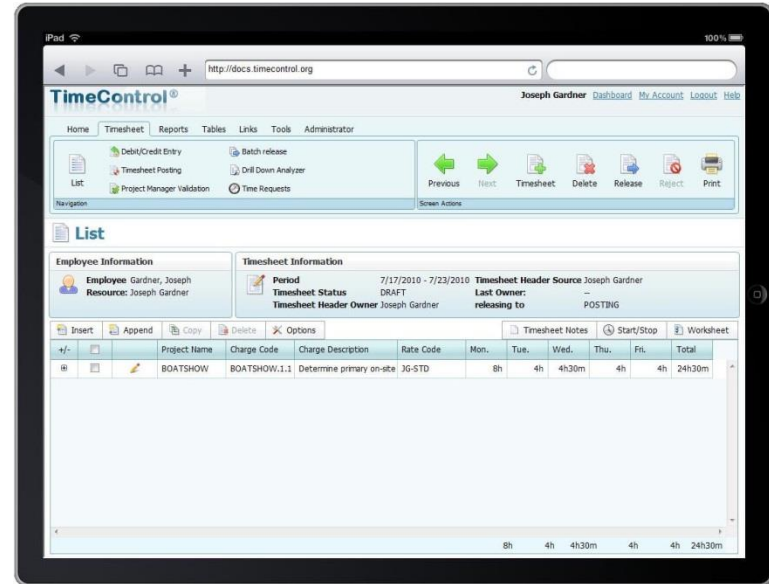 iPad 100%
http://docs.timecontrol.org
TimeControl®
Joseph Gardner Dashboard My Account Logout Help
Home Timesheet Reports Tables Links Tools Administrator
List
Debit/Credit Entry
Timesheet Posting
Project Manager Validation
Batch release
Drill Down Analyzer
Time Requests
Navigation
Previous Next Timesheet Delete Release Reject Print
Screen Actions
List
Employee Information
Employee Gardner, Joseph
Resource: Joseph Gardner
Timesheet Information
Period 7/17/2010 - 7/23/2010 Timesheet Header Source Joseph Gardner
Timesheet Status DRAFT Last Owner: --
Timesheet Header Owner Joseph Gardner releasing to POSTING
Insert Append Copy Delete Options Timesheet Notes Start/Stop Worksheet
+/- Project Name Charge Code Charge Description Rate Code Mon. Tue. Wed. Thu. Fri. Total
BOATSHOW BOATSHOW.1.1 Determine primary on-site JG-STD 8h 4h 4h30m 4h 4h 24h30m
8h 4h 4h30m 4h 4h 24h30m